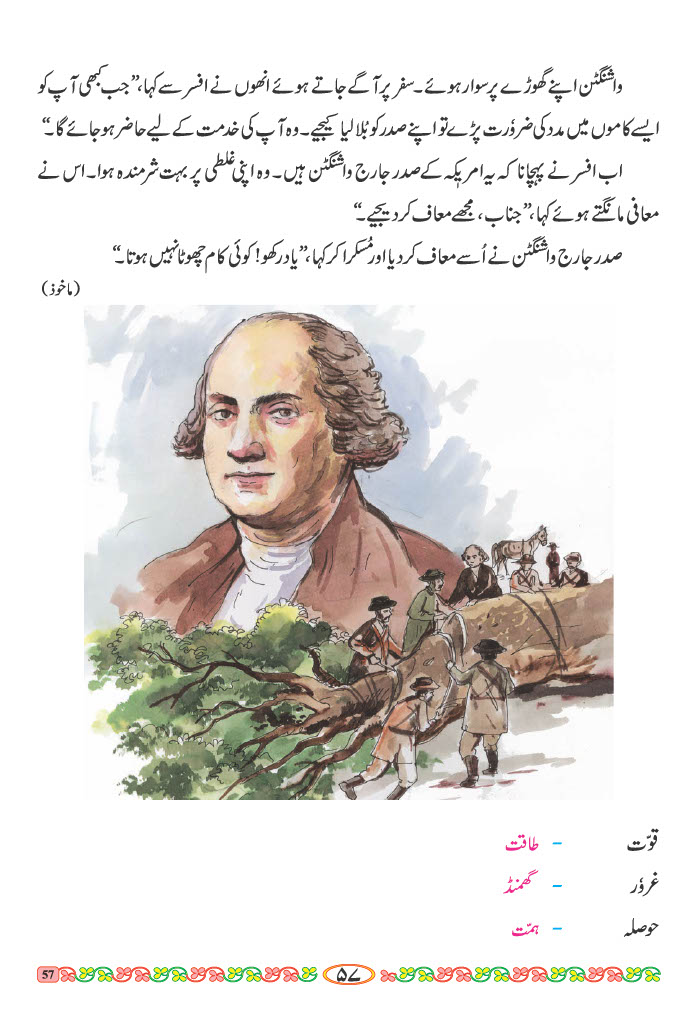 واشنگٹن اپنے گھوڑے پر سوار ہوئے۔ سفر پر آگے جاتے ہوئے انھوں نے افسر سے کہا، ”جب کبھی آپ کو
ایسے کاموں میں مدد کی ضرؤرت پڑے تو اپنے صدر کو بُلا لیا کیجیے۔ وہ آپ کی خدمت کے لیے حاضر ہو جائے گا۔“
اب افسر نے پہچانا کہ یہ امریکہ کے صدر جارج واشنگٹن ہیں۔ وہ اپنی غلطی پر بہت شرمندہ ہوا۔ اس نے
معافی مانگتے ہوئے کہا، ”جناب، مجھے معاف کر دیجیے۔“
صدر جارج واشنگٹن نے اُسے معاف کر دیا اور مُسکرا کر کہا، ”یاد رکھو! کوئی کام چھوٹا نہیں ہوتا۔“
(ماخوذ)
قوّت - طاقت
غرؤر - گھمنڈ
حوصلہ - ہمّت
57 ۵۷